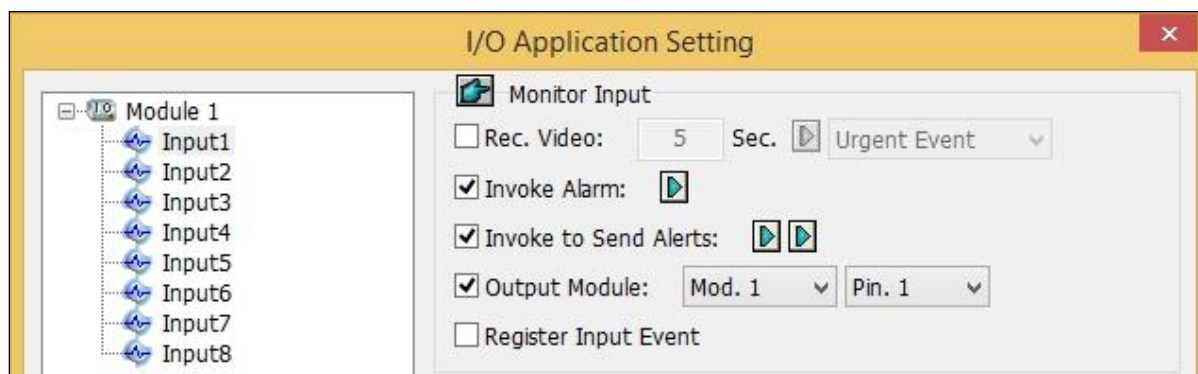 I/O Application Setting
Module 1
Input1
Input2
Input3
Input4
Input5
Input6
Input7
Input8
Monitor Input
Rec. Video: 5 Sec. Urgent Event
Invoke Alarm:
Invoke to Send Alerts:
Output Module: Mod. 1 Pin. 1
Register Input Event